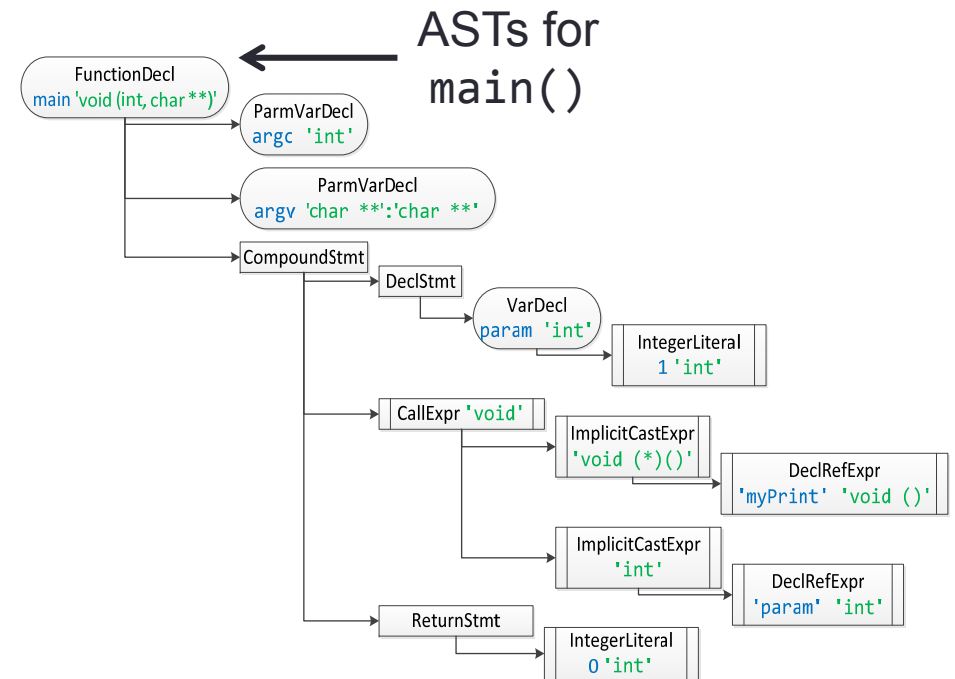 ASTs for
main()
FunctionDecl
main 'void (int, char **)'
ParmVarDecl
argc 'int'
ParmVarDecl
argv 'char **':'char **'
CompoundStmt
DeclStmt
VarDecl
param 'int'
IntegerLiteral
1 'int'
CallExpr 'void'
ImplicitCastExpr
'void (*)()'
DeclRefExpr
'myPrint' 'void ()'
ImplicitCastExpr
'int'
DeclRefExpr
'param' 'int'
ReturnStmt
IntegerLiteral
0 'int'